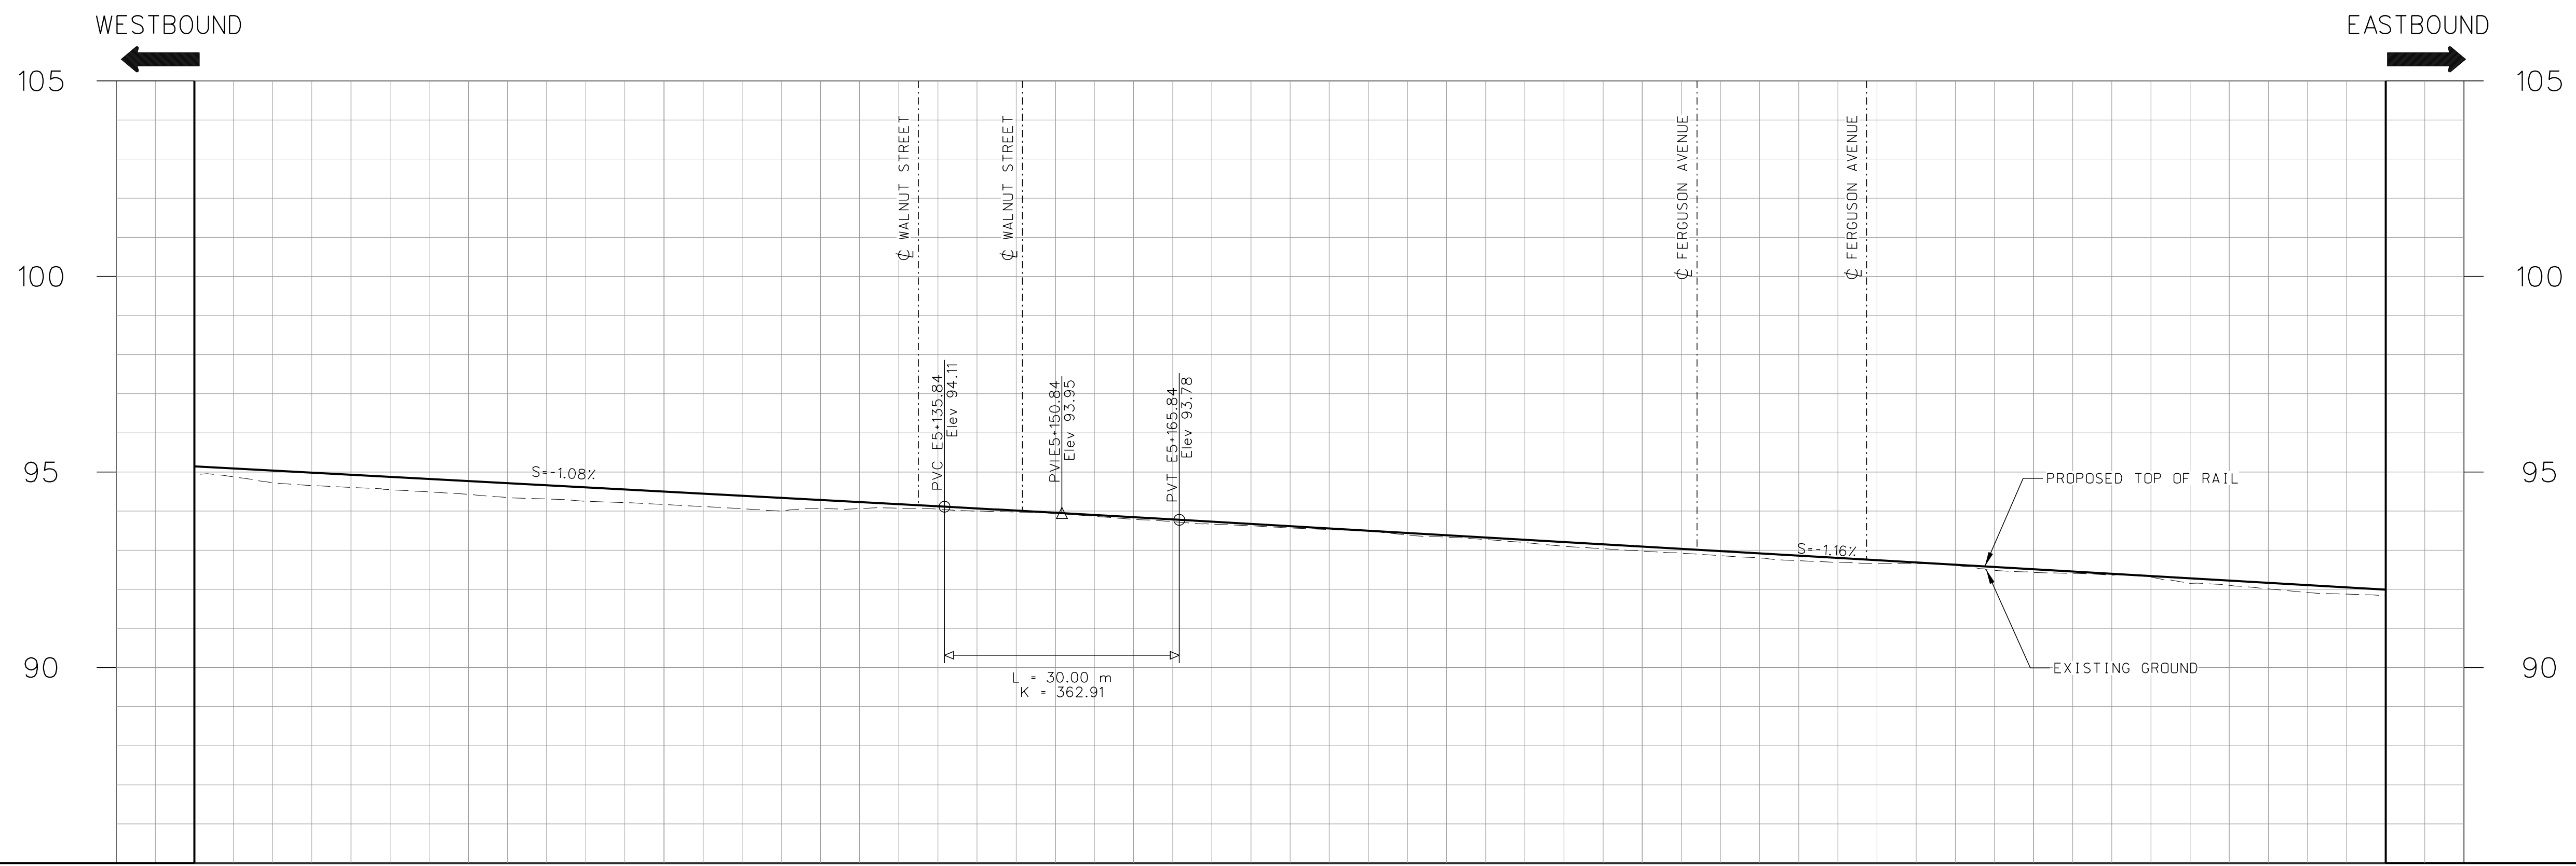 WESTBOUND
EASTBOUND
105
105
100
100
95
95
90
90
℄ WALNUT STREET
℄ WALNUT STREET
℄ FERGUSON AVENUE
℄ FERGUSON AVENUE
PVC E5+135.84
Elev 94.11
PVI E5+150.84
Elev 93.95
PVT E5+165.84
Elev 93.78
S=-1.08%
S=-1.16%
PROPOSED TOP OF RAIL
EXISTING GROUND
L = 30.00 m
K = 362.91